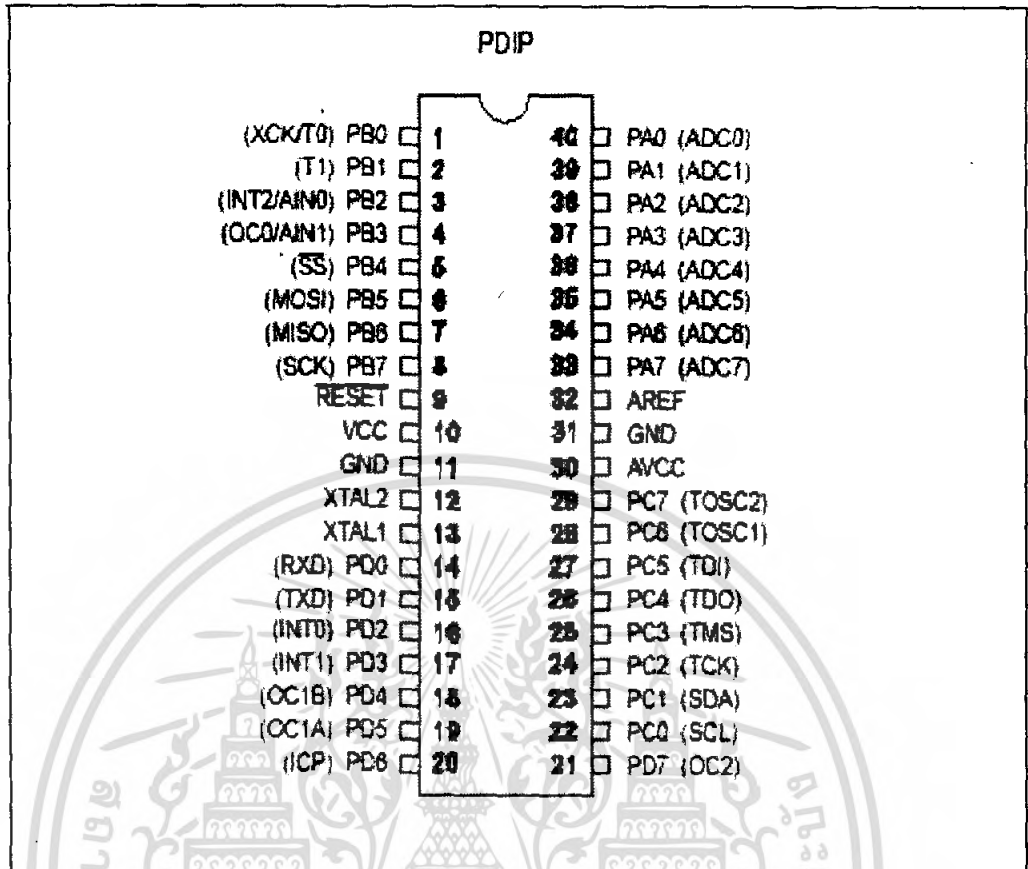 PDIP
(XCK/T0) PB0 1 40 PA0 (ADC0)
(T1) PB1 2 39 PA1 (ADC1)
(INT2/AIN0) PB2 3 38 PA2 (ADC2)
(OC0/AIN1) PB3 4 37 PA3 (ADC3)
(SS) PB4 5 36 PA4 (ADC4)
(MOSI) PB5 6 35 PA5 (ADC5)
(MISO) PB6 7 34 PA6 (ADC6)
(SCK) PB7 8 33 PA7 (ADC7)
RESET 9 32 AREF
VCC 10 31 GND
GND 11 30 AVCC
XTAL2 12 29 PC7 (TOSC2)
XTAL1 13 28 PC6 (TOSC1)
(RXD) PD0 14 27 PC5 (TDI)
(TXD) PD1 15 26 PC4 (TDO)
(INT0) PD2 16 25 PC3 (TMS)
(INT1) PD3 17 24 PC2 (TCK)
(OC1B) PD4 18 23 PC1 (SDA)
(OC1A) PD5 19 22 PC0 (SCL)
(ICP) PD6 20 21 PD7 (OC2)